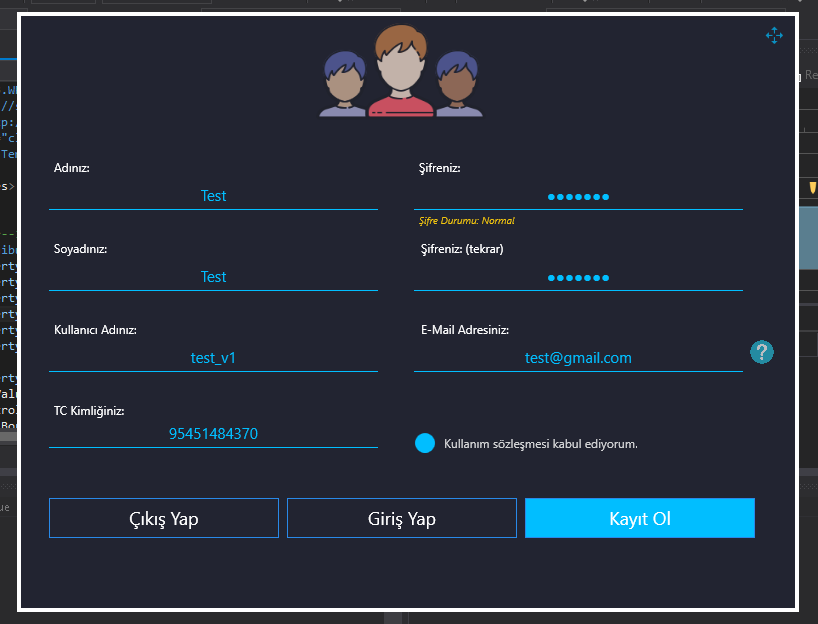 Adınız:
Test
Soyadınız:
Test
Kullanıcı Adınız:
test_v1
TC Kimliğiniz:
95451484370
Şifreniz:
●●●●●●●
Şifre Durumu: Normal
Şifreniz: (tekrar)
●●●●●●●
E-Mail Adresiniz:
test@gmail.com
?
Kullanım sözleşmesi kabul ediyorum.
Çıkış Yap
Giriş Yap
Kayıt Ol